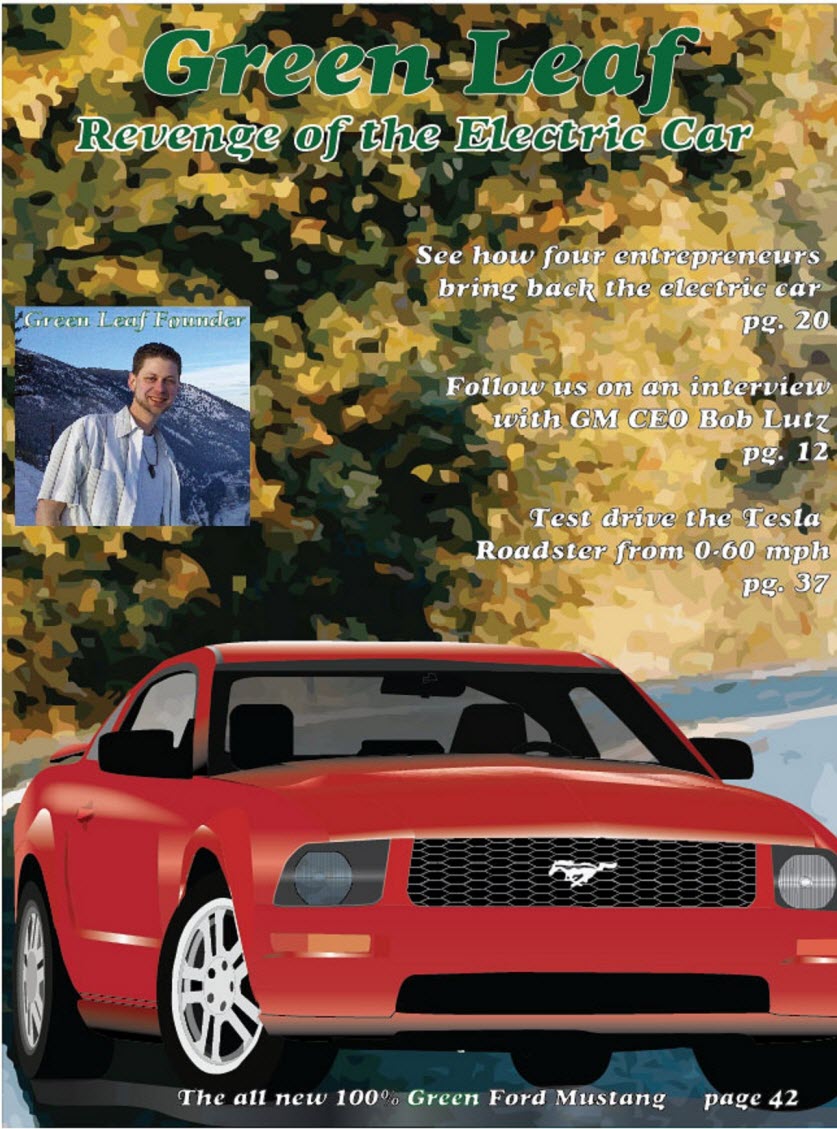 Green Leaf
Revenge of the Electric Car
See how four entrepreneurs
bring back the electric car
pg. 20
Green Leaf Founder
Follow us on an interview
with GM CEO Bob Lutz
pg. 12
Test drive the Tesla
Roadster from 0-60 mph
pg. 37
The all new 100% Green Ford Mustang page 42